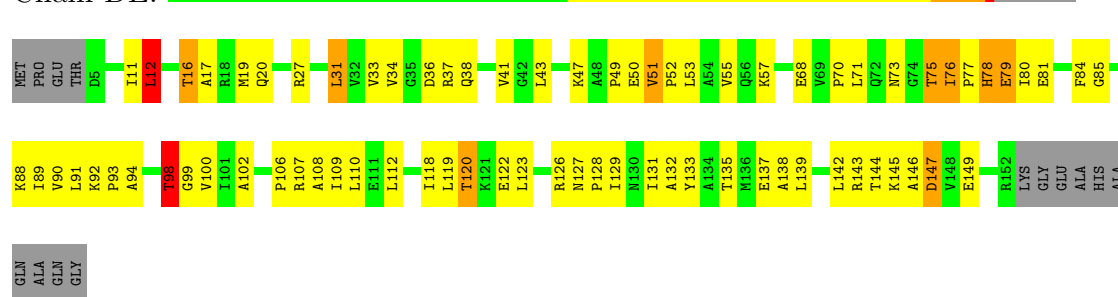 MET PRO GLU THR D5 I11 L12 T16 A17 R18 M19 Q20 R27 L31 V32 V33 V34 G35 D36 R37 Q38 V41 G42 L43 K47 A48 P49 E50 V51 P52 L53 A54 V55 Q56 K57 E68 V69 P70 L71 Q72 N73 G74 T75 I76 P77 H78 E79 I80 E81 F84 G85
K88 I89 V90 L91 K92 P93 A94 T98 G99 V100 I101 A102 P106 R107 A108 I109 L110 E111 L112 I118 L119 T120 K121 E122 L123 R126 N127 P128 I129 N130 I131 A132 Y133 A134 T135 M136 E137 A138 L139 L142 R143 T144 K145 A146 D147 V148 E149 R152 LYS GLY GLU ALA HIS ALA
GLN ALA GLN GLY